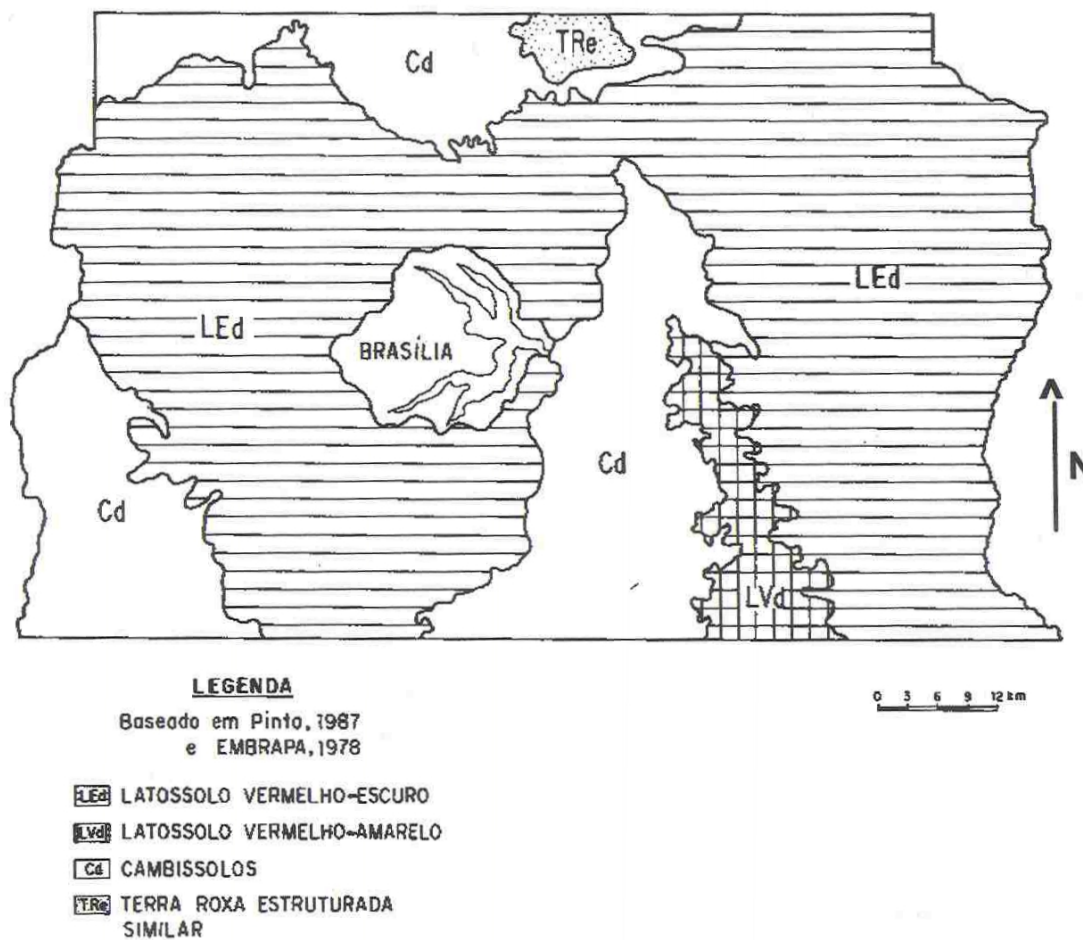 Cd
TRe
LEd
LEd
BRASÍLIA
Cd
Cd
N
LVd
LEGENDA
0 3 6 9 12 km
Baseado em Pinto, 1987
e EMBRAPA, 1978
LEd LATOSSOLO VERMELHO-ESCURO
LVd LATOSSOLO VERMELHO-AMARELO
Cd CAMBISSOLOS
TRe TERRA ROXA ESTRUTURADA
SIMILAR